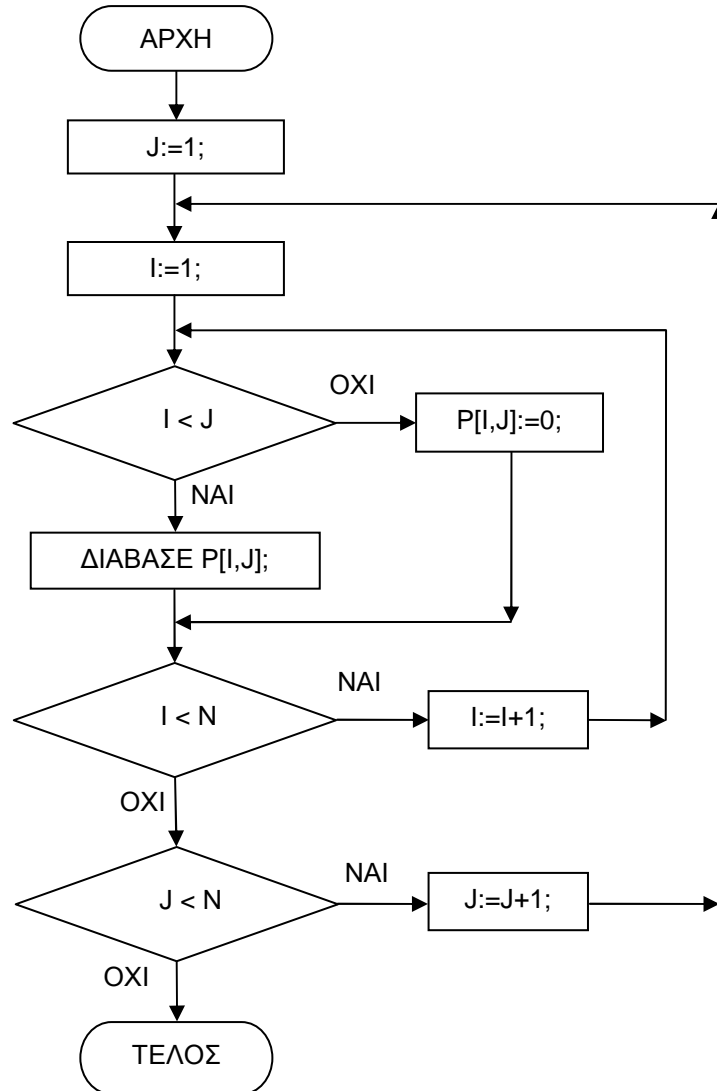 ΑΡΧΗ
J:=1;
I:=1;
I < J
ΟΧΙ
P[I,J]:=0;
ΝΑΙ
ΔΙΑΒΑΣΕ P[I,J];
I < N
ΝΑΙ
I:=I+1;
ΟΧΙ
J < N
ΝΑΙ
J:=J+1;
ΟΧΙ
ΤΕΛΟΣ